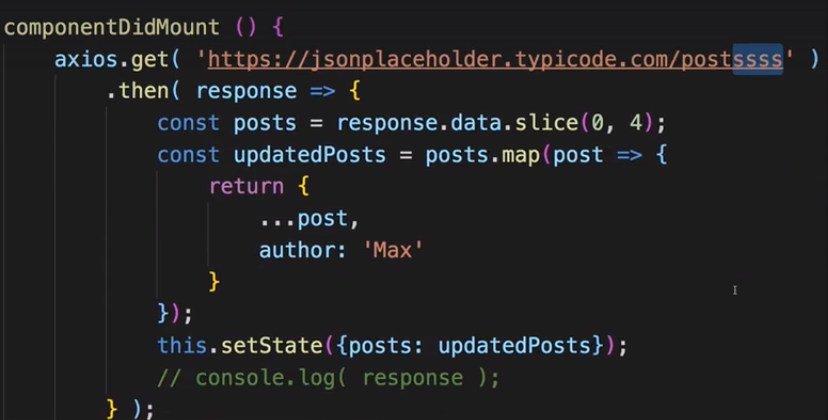 componentDidMount () {
axios.get( 'https://jsonplaceholder.typicode.com/postssss' )
.then( response => {
const posts = response.data.slice(0, 4);
const updatedPosts = posts.map(post => {
return {
...post,
author: 'Max'
}
});
this.setState({posts: updatedPosts});
// console.log( response );
} );